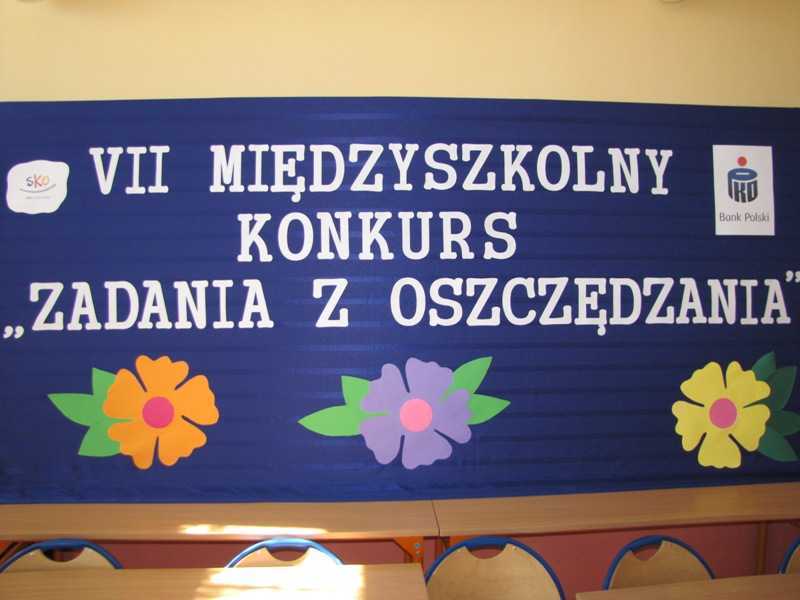 VII MIĘDZYSZKOLNY
SKO
PKO
Bank Polski
KONKURS
„ZADANIA Z OSZCZĘDZANIA”